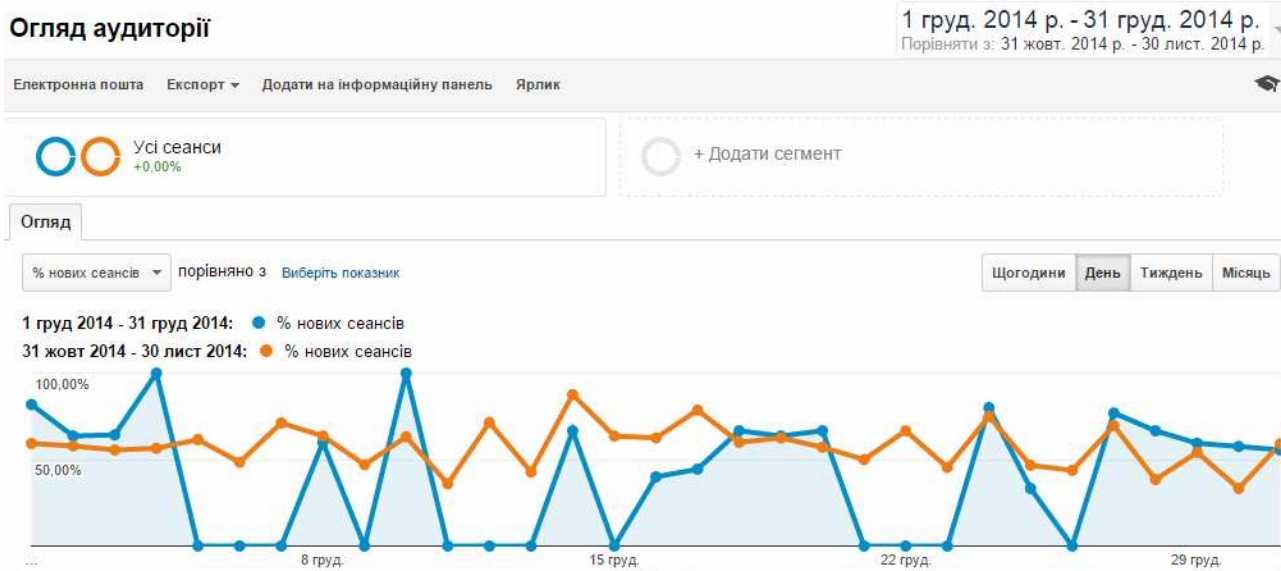 Огляд аудиторії
1 груд. 2014 р. - 31 груд. 2014 р.
Порівняти з: 31 жовт. 2014 р. - 30 лист. 2014 р.
Електронна пошта Експорт Додати на інформаційну панель Ярлик
Усі сеанси
+0,00%
+ Додати сегмент
Огляд
% нових сеансів порівняно з Виберіть показник
Щогодини День Тиждень Місяць
1 груд 2014 - 31 груд 2014: % нових сеансів
31 жовт 2014 - 30 лист 2014: % нових сеансів
100,00%
50,00%
... 8 груд. 15 груд. 22 груд. 29 груд.